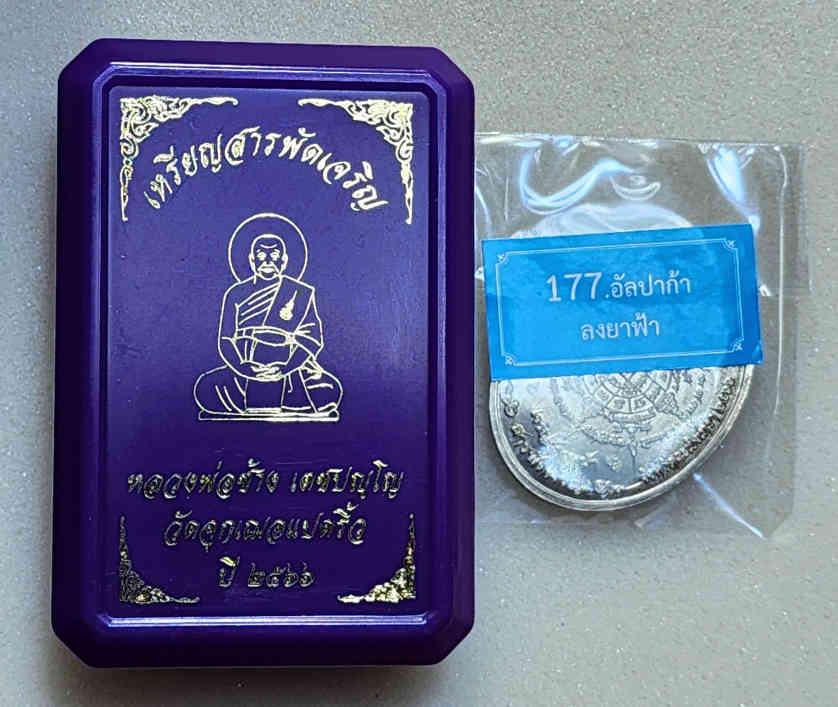 เหรียญสารพัดเจริญ
หลวงพ่อช้าง เตชปญฺโญ
วัดจุกเฌอแปดริ้ว
ปี ๒๕๖๖
177.อัลปาก้า
ลงยาฟ้า